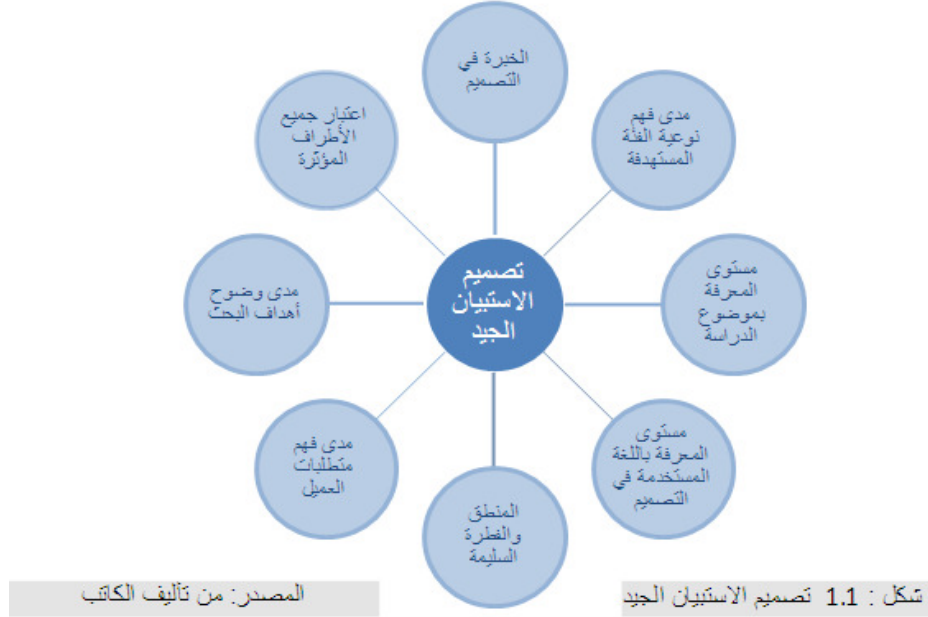 الخبرة في
التصميم
مدى فهم
نوعية الفئة
المستهدفة
مستوى
المعرفة
بموضوع
الدراسة
مستوى
المعرفة باللغة
المستخدمة في
التصميم
المنطق
والفطرة
السليمة
مدى فهم
متطلبات
العميل
مدى وضوح
أهداف البحث
اعتبار جميع
الأطراف
المؤثرة
تصميم
الاستبيان
الجيد
شكل : 1.1 تصميم الاستبيان الجيد
المصدر: من تأليف الكاتب